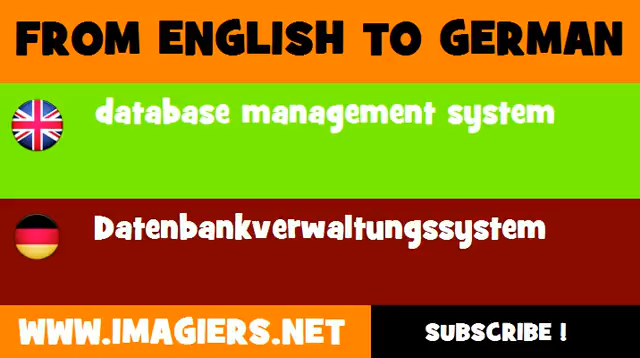 FROM ENGLISH TO GERMAN
database management system
Datenbankverwaltungssystem
WWW.IMAGIERS.NET
SUBSCRIBE !